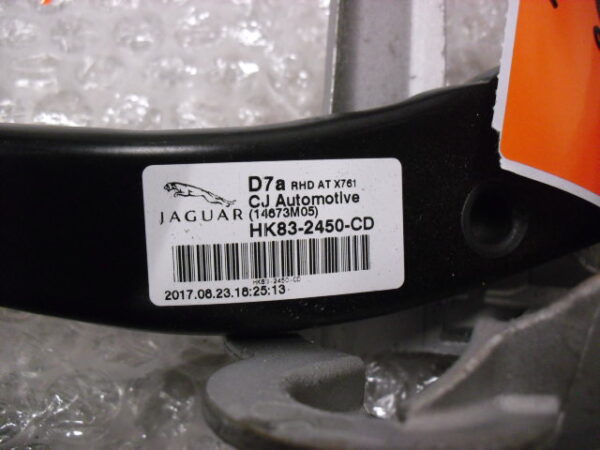 D7a RHD AT X761
CJ Automotive
JAGUAR (14673M05)
HK83-2450-CD
HK83-2450-CD
2017.06.23.16:25:13